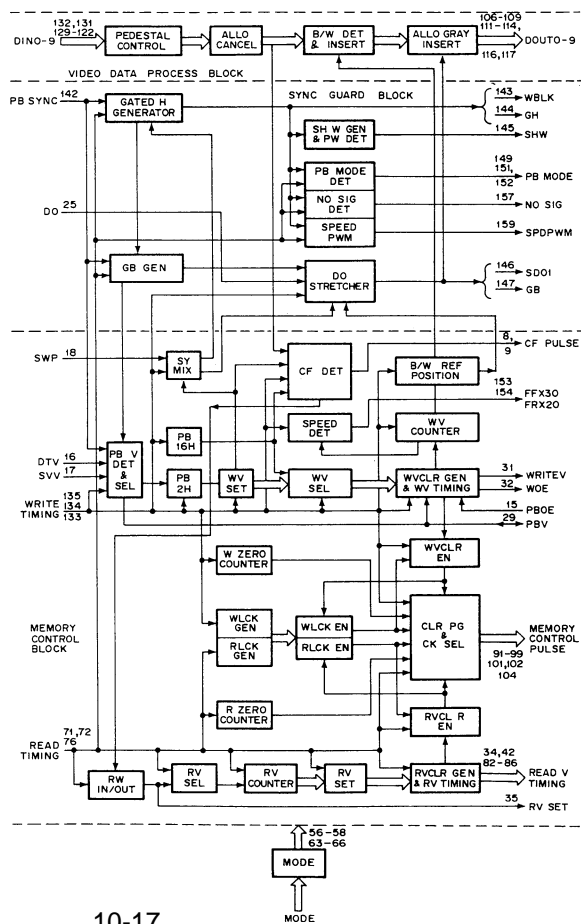 132, 131
129-122
DINO-9
PEDESTAL
CONTROL
ALLO
CANCEL
B/W DET
& INSERT
ALLO GRAY
INSERT
106-109
111-114,
DOUTO-9
116, 117
VIDEO DATA PROCESS BLOCK
PB SYNC
142
GATED H
GENERATOR
SYNC GUARD BLOCK
143
WBLK
144
GH
SH W GEN
& PW DET
145
SHW
PB MODE
DET
149
151,
152
PB MODE
NO SIG
DET
157
NO SIG
DO
25
SPEED
PWM
159
SPDPWM
GB GEN
DO
STRETCHER
146
SDO1
147
GB
SWP
18
SY
MIX
CF DET
8,
9
CF PULSE
B/W REF
POSITION
153
154
FFX30
FRX20
PB
16H
SPEED
DET
WV
COUNTER
DTV
16
SVV
17
PB V
DET
& SEL
PB
2H
WV
SET
WV
SEL
WVCLR GEN
& WV TIMING
31
WRITEV
32
WOE
WRITE
TIMING
135
134
133
15
PBOE
29
PBV
WVCLR
EN
W ZERO
COUNTER
WLCK
GEN
RLCK
GEN
WLCK EN
RLCK EN
CLR PG
&
CK SEL
MEMORY
CONTROL
PULSE
91-99
101,102
104
MEMORY
CONTROL
BLOCK
R ZERO
COUNTER
RVCL R
EN
READ
TIMING
71,72
76
RW
IN/OUT
RV
SEL
RV
COUNTER
RV
SET
RVCLR GEN
& RV TIMING
34,42
82-86
READ V
TIMING
35
RV SET
56-58
63-66
MODE
MODE
10-17